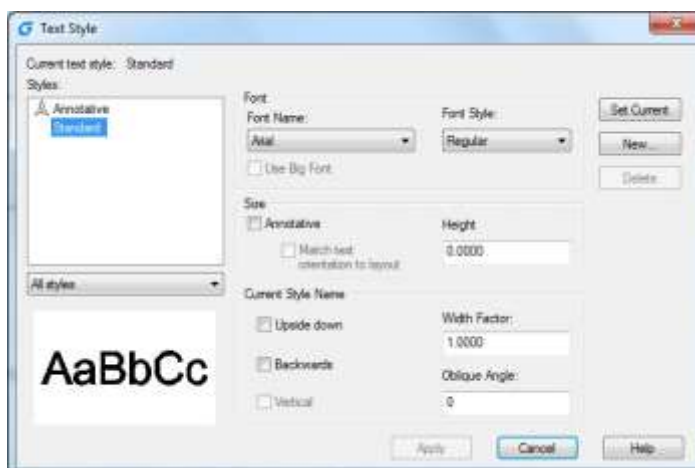 Text Style
Current text style: Standard
Styles:
Annotative
Standard
All styles
AaBbCc
Font
Font Name:
Arial
Use Big Font
Font Style:
Regular
Size
Annotative
Match text
orientation to layout
Height
0.0000
Current Style Name
Upside down
Backwards
Vertical
Width Factor:
1.0000
Oblique Angle:
0
Set Current
New...
Delete
Apply
Cancel
Help